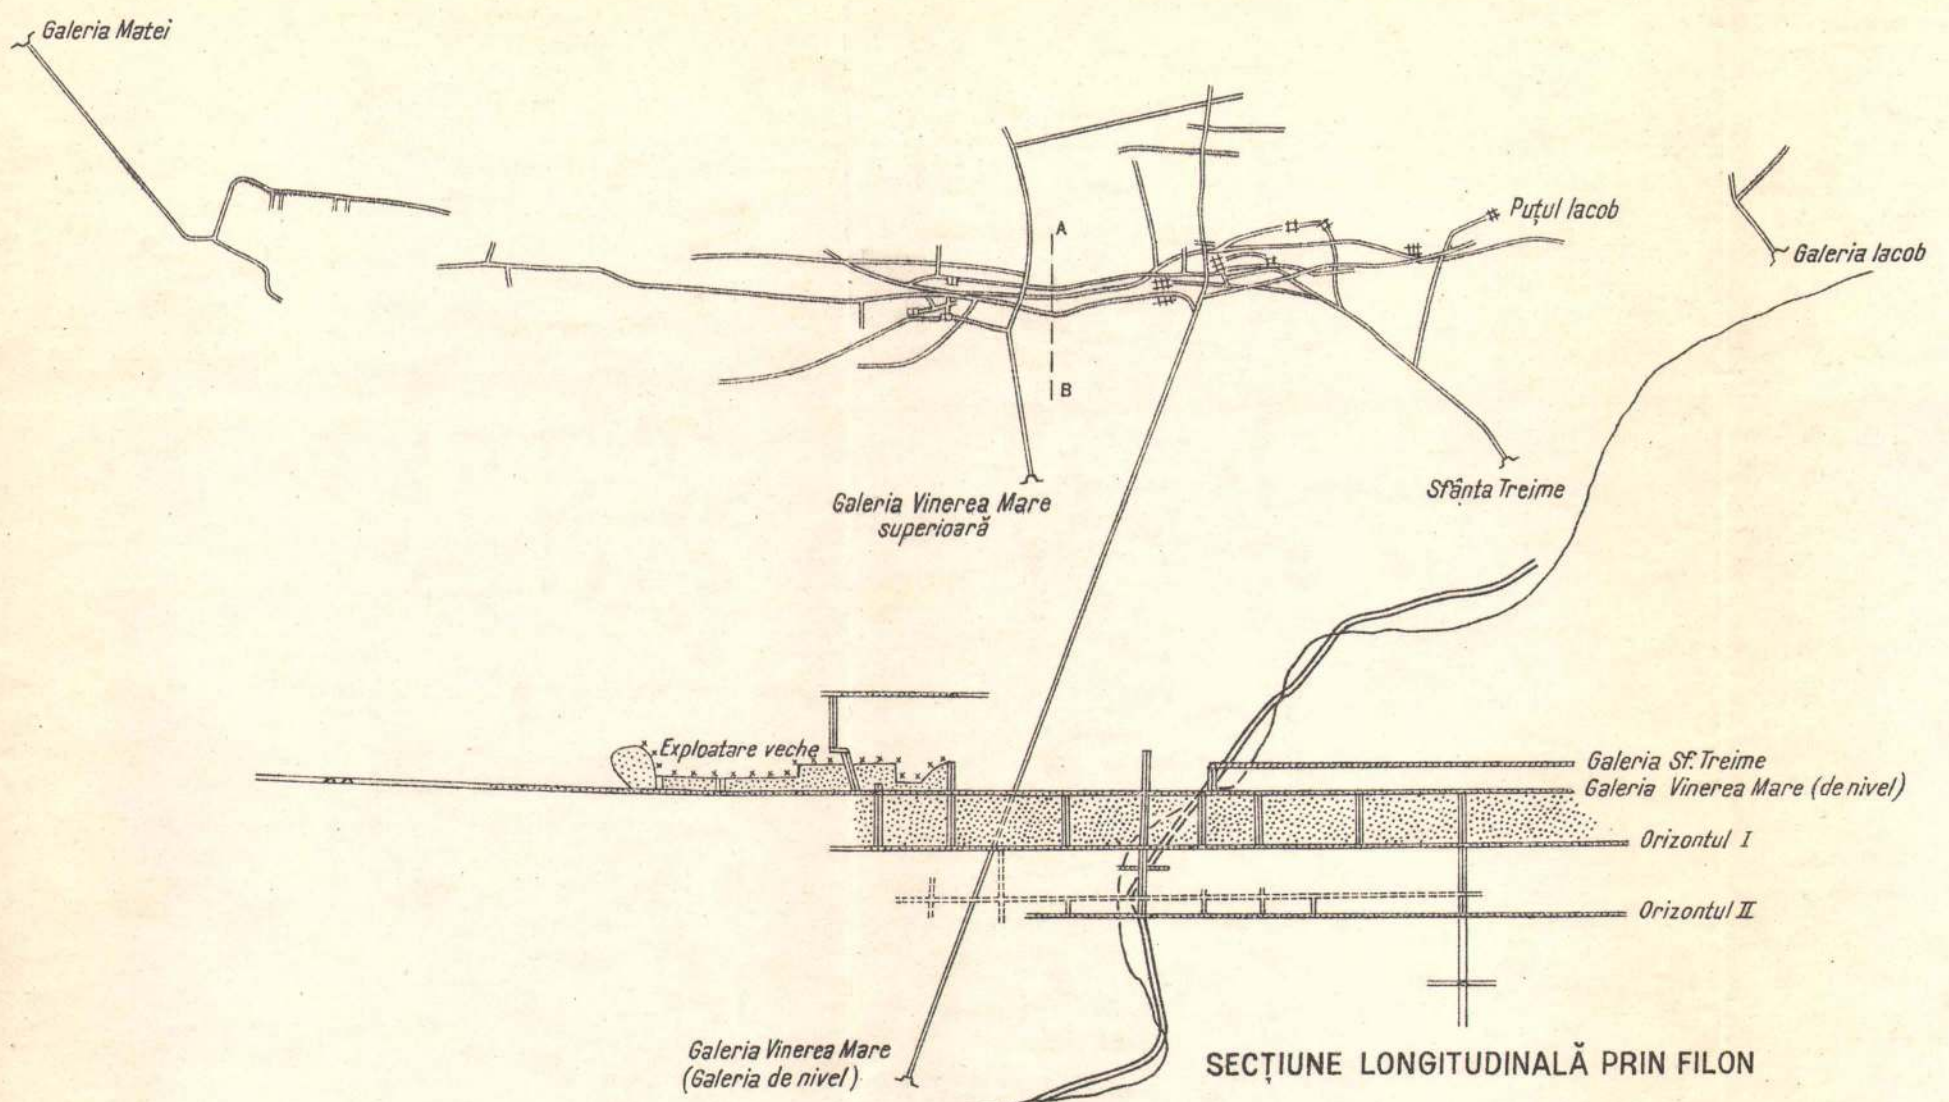 Galeria Matei
Puțul Iacob
Galeria Iacob
A
B
Galeria Vinerea Mare
superioară
Sfânta Treime
Exploatare veche
Galeria Sf. Treime
Galeria Vinerea Mare (de nivel)
Orizontul I
Orizontul II
Galeria Vinerea Mare
(Galeria de nivel)
SECȚIUNE LONGITUDINALĂ PRIN FILON